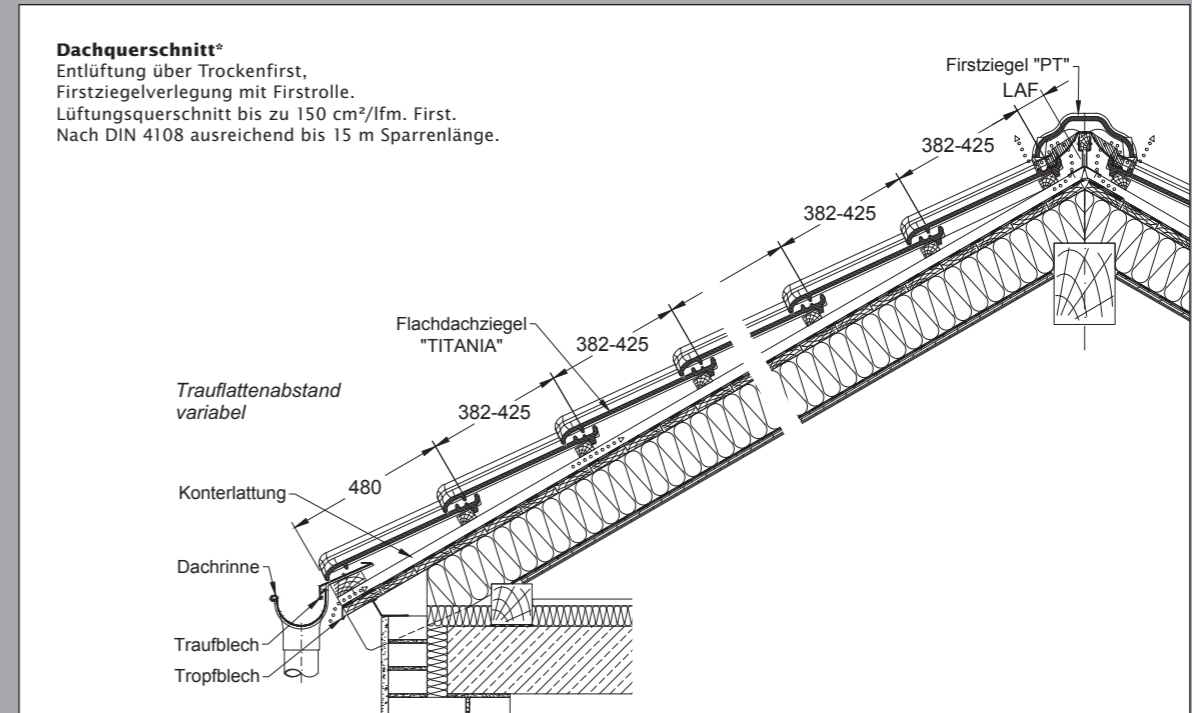 Dachquerschnitt*
Entlüftung über Trockenfirst,
Firstziegelverlegung mit Firstrolle.
Lüftungsquerschnitt bis zu 150 cm²/lfm. First.
Nach DIN 4108 ausreichend bis 15 m Sparrenlänge.
Firstziegel "PT"
LAF
382-425
382-425
Flachdachziegel
"TITANIA"
382-425
Trauflattenabstand
variabel
382-425
480
Konterlattung
Dachrinne
Traufblech
Tropfblech